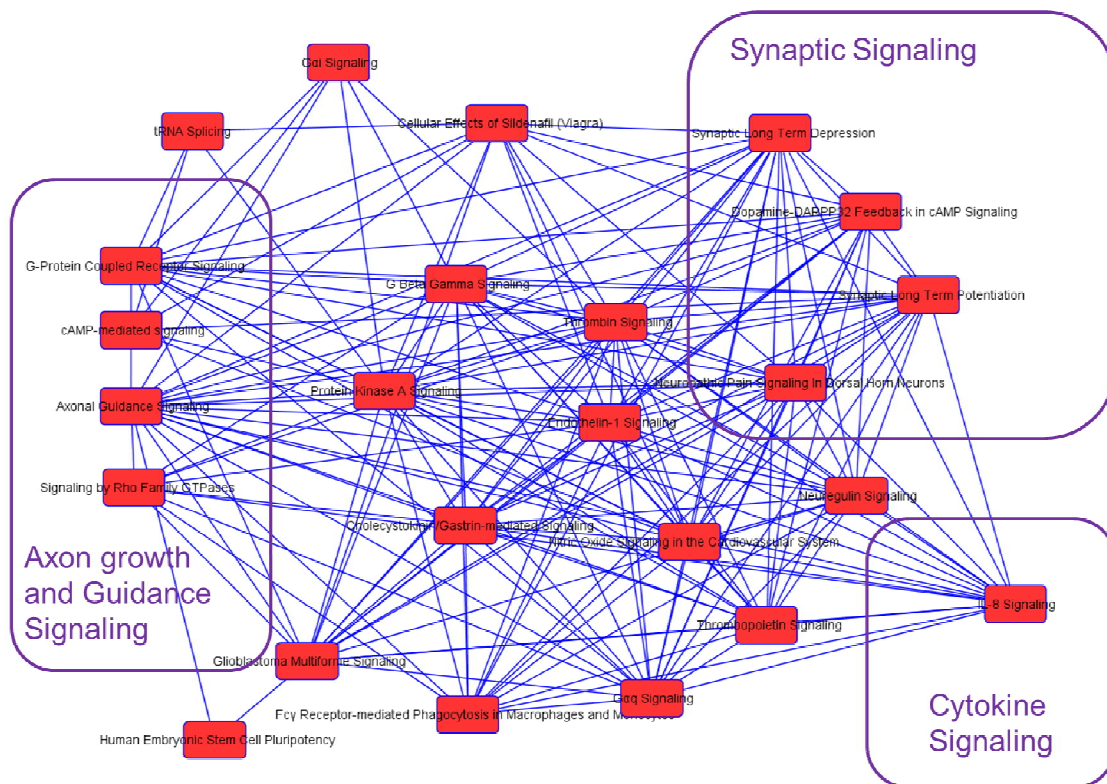 Synaptic Signaling
Gαi Signaling
Cellular Effects of Sildenafil (Viagra)
tRNA Splicing
Synaptic Long Term Depression
Dopamine-DARPP32 Feedback in cAMP Signaling
G-Protein Coupled Receptor Signaling
G Beta Gamma Signaling
Synaptic Long Term Potentiation
Thrombin Signaling
cAMP-mediated signaling
Neuropathic Pain Signaling In Dorsal Horn Neurons
Protein Kinase A Signaling
Axonal Guidance Signaling
Endothelin-1 Signaling
Signaling by Rho Family GTPases
Neuregulin Signaling
Cholecystokinin/Gastrin-mediated Signaling
Nitric Oxide Signaling in the Cardiovascular System
Axon growth
and Guidance
Signaling
IL-8 Signaling
Thrombopoietin Signaling
Glioblastoma Multiforme Signaling
Gαq Signaling
Fcγ Receptor-mediated Phagocytosis in Macrophages and Monocytes
Cytokine
Signaling
Human Embryonic Stem Cell Pluripotency